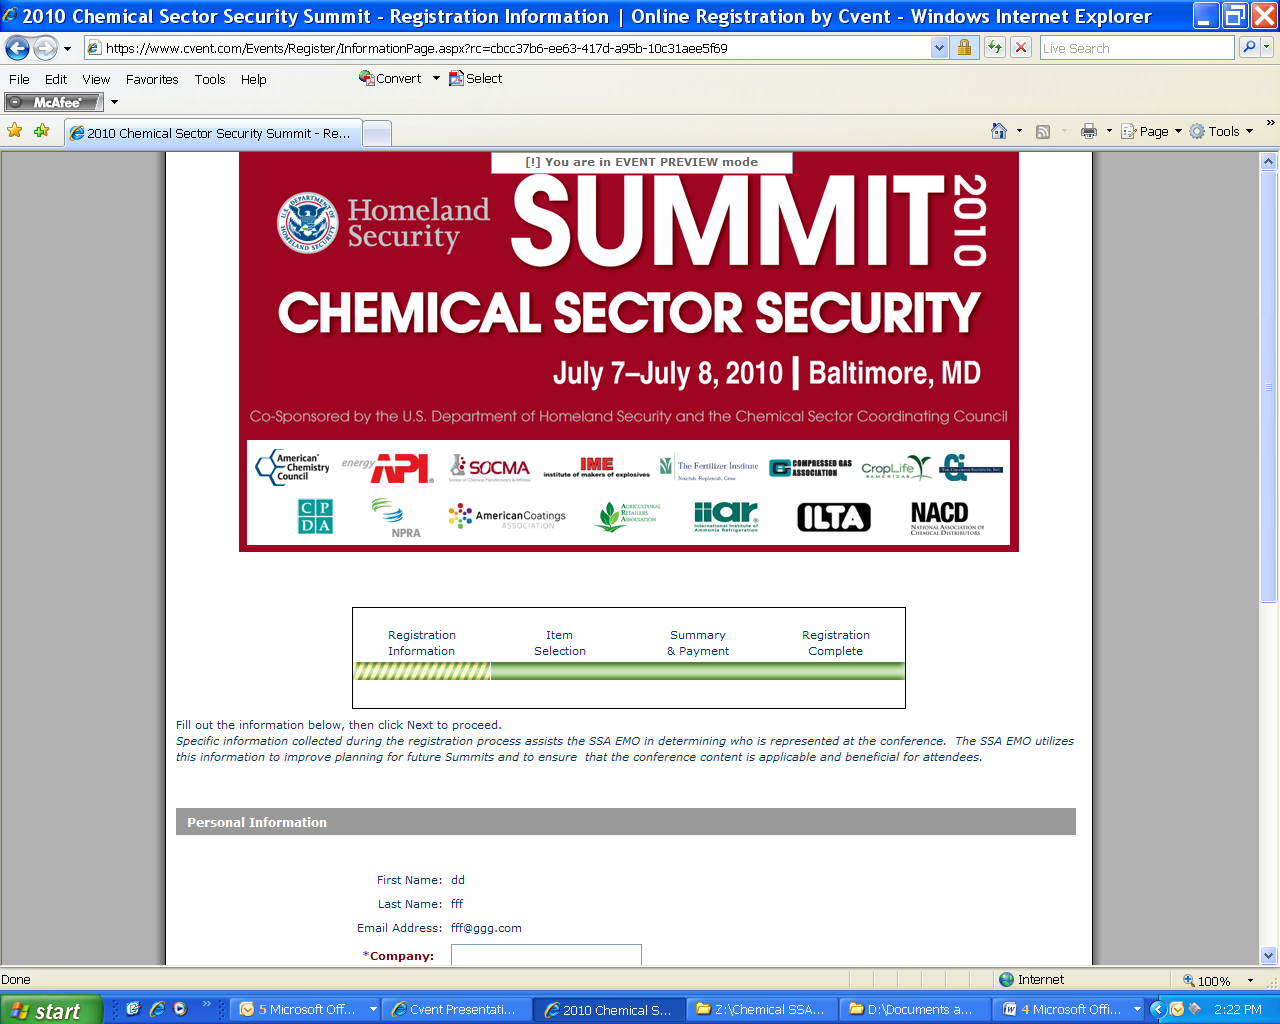 2010 Chemical Sector Security Summit - Registration Information | Online Registration by Cvent - Windows Internet Explorer
https://www.cvent.com/Events/Register/InformationPage.aspx?rc=cbcc37b6-ee63-417d-a95b-10c31aee5f69
Live Search
File Edit View Favorites Tools Help Convert Select
McAfee
2010 Chemical Sector Security Summit - Re...
Page Tools
[!] You are in EVENT PREVIEW mode
U.S. DEPARTMENT OF HOMELAND SECURITY
Homeland Security
SUMMIT 2010
CHEMICAL SECTOR SECURITY
July 7–July 8, 2010 | Baltimore, MD
Co-Sponsored by the U.S. Department of Homeland Security and the Chemical Sector Coordinating Council
American Chemistry Council
energy API
SOCMA
IME institute of makers of explosives
The Fertilizer Institute
Nourish, Replenish, Grow
COMPRESSED GAS ASSOCIATION
CropLife AMERICA
CPDA
NPRA
American Coatings ASSOCIATION
AGRICULTURAL RETAILERS ASSOCIATION
iiar International Institute of Ammonia Refrigeration
ILTA
NACD
NATIONAL ASSOCIATION OF CHEMICAL DISTRIBUTORS
Registration Information
Item Selection
Summary & Payment
Registration Complete
Fill out the information below, then click Next to proceed.
Specific information collected during the registration process assists the SSA EMO in determining who is represented at the conference. The SSA EMO utilizes
this information to improve planning for future Summits and to ensure that the conference content is applicable and beneficial for attendees.
Personal Information
First Name: dd
Last Name: fff
Email Address: fff@ggg.com
*Company:
Done Internet 100%
start 5 Microsoft Off... Cvent Presentati... 2010 Chemical S... Z:\Chemical SSA... D:\Documents a... 4 Microsoft Offi... 2:22 PM